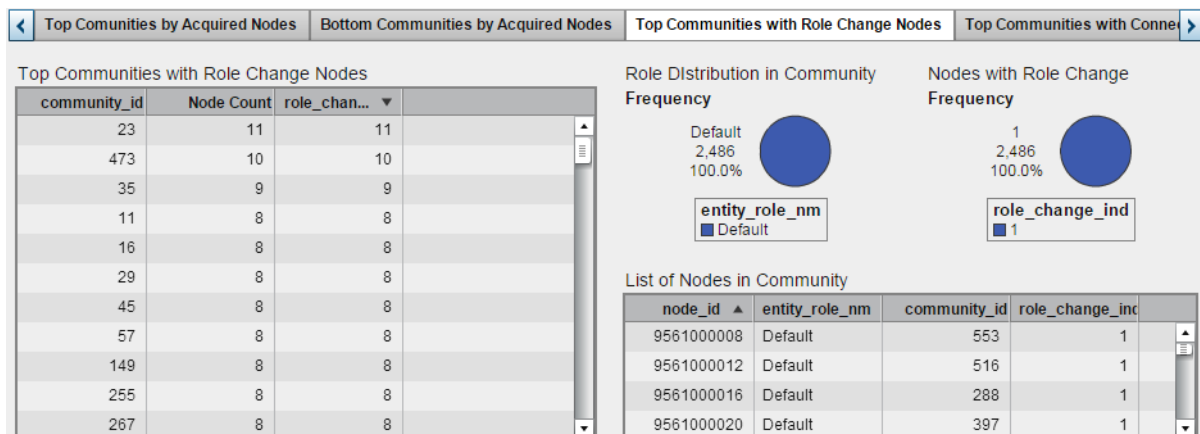 Top Comunities by Acquired Nodes Bottom Communities by Acquired Nodes Top Communities with Role Change Nodes Top Communities with Connec
Top Communities with Role Change Nodes
community_id Node Count role_chan...
23 11 11
473 10 10
35 9 9
11 8 8
16 8 8
29 8 8
45 8 8
57 8 8
149 8 8
255 8 8
267 8 8
Role DIstribution in Community
Frequency
Default
2,486
100.0%
entity_role_nm
Default
Nodes with Role Change
Frequency
1
2,486
100.0%
role_change_ind
1
List of Nodes in Community
node_id entity_role_nm community_id role_change_ind
9561000008 Default 553 1
9561000012 Default 516 1
9561000016 Default 288 1
9561000020 Default 397 1